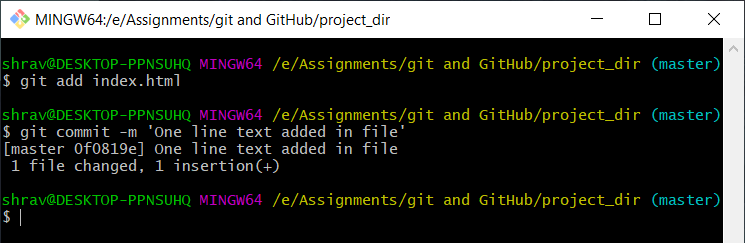 MINGW64:/e/Assignments/git and GitHub/project_dir
shrav@DESKTOP-PPNSUHQ MINGW64 /e/Assignments/git and GitHub/project_dir (master)
$ git add index.html
shrav@DESKTOP-PPNSUHQ MINGW64 /e/Assignments/git and GitHub/project_dir (master)
$ git commit -m 'One line text added in file'
[master 0f0819e] One line text added in file
 1 file changed, 1 insertion(+)
shrav@DESKTOP-PPNSUHQ MINGW64 /e/Assignments/git and GitHub/project_dir (master)
$